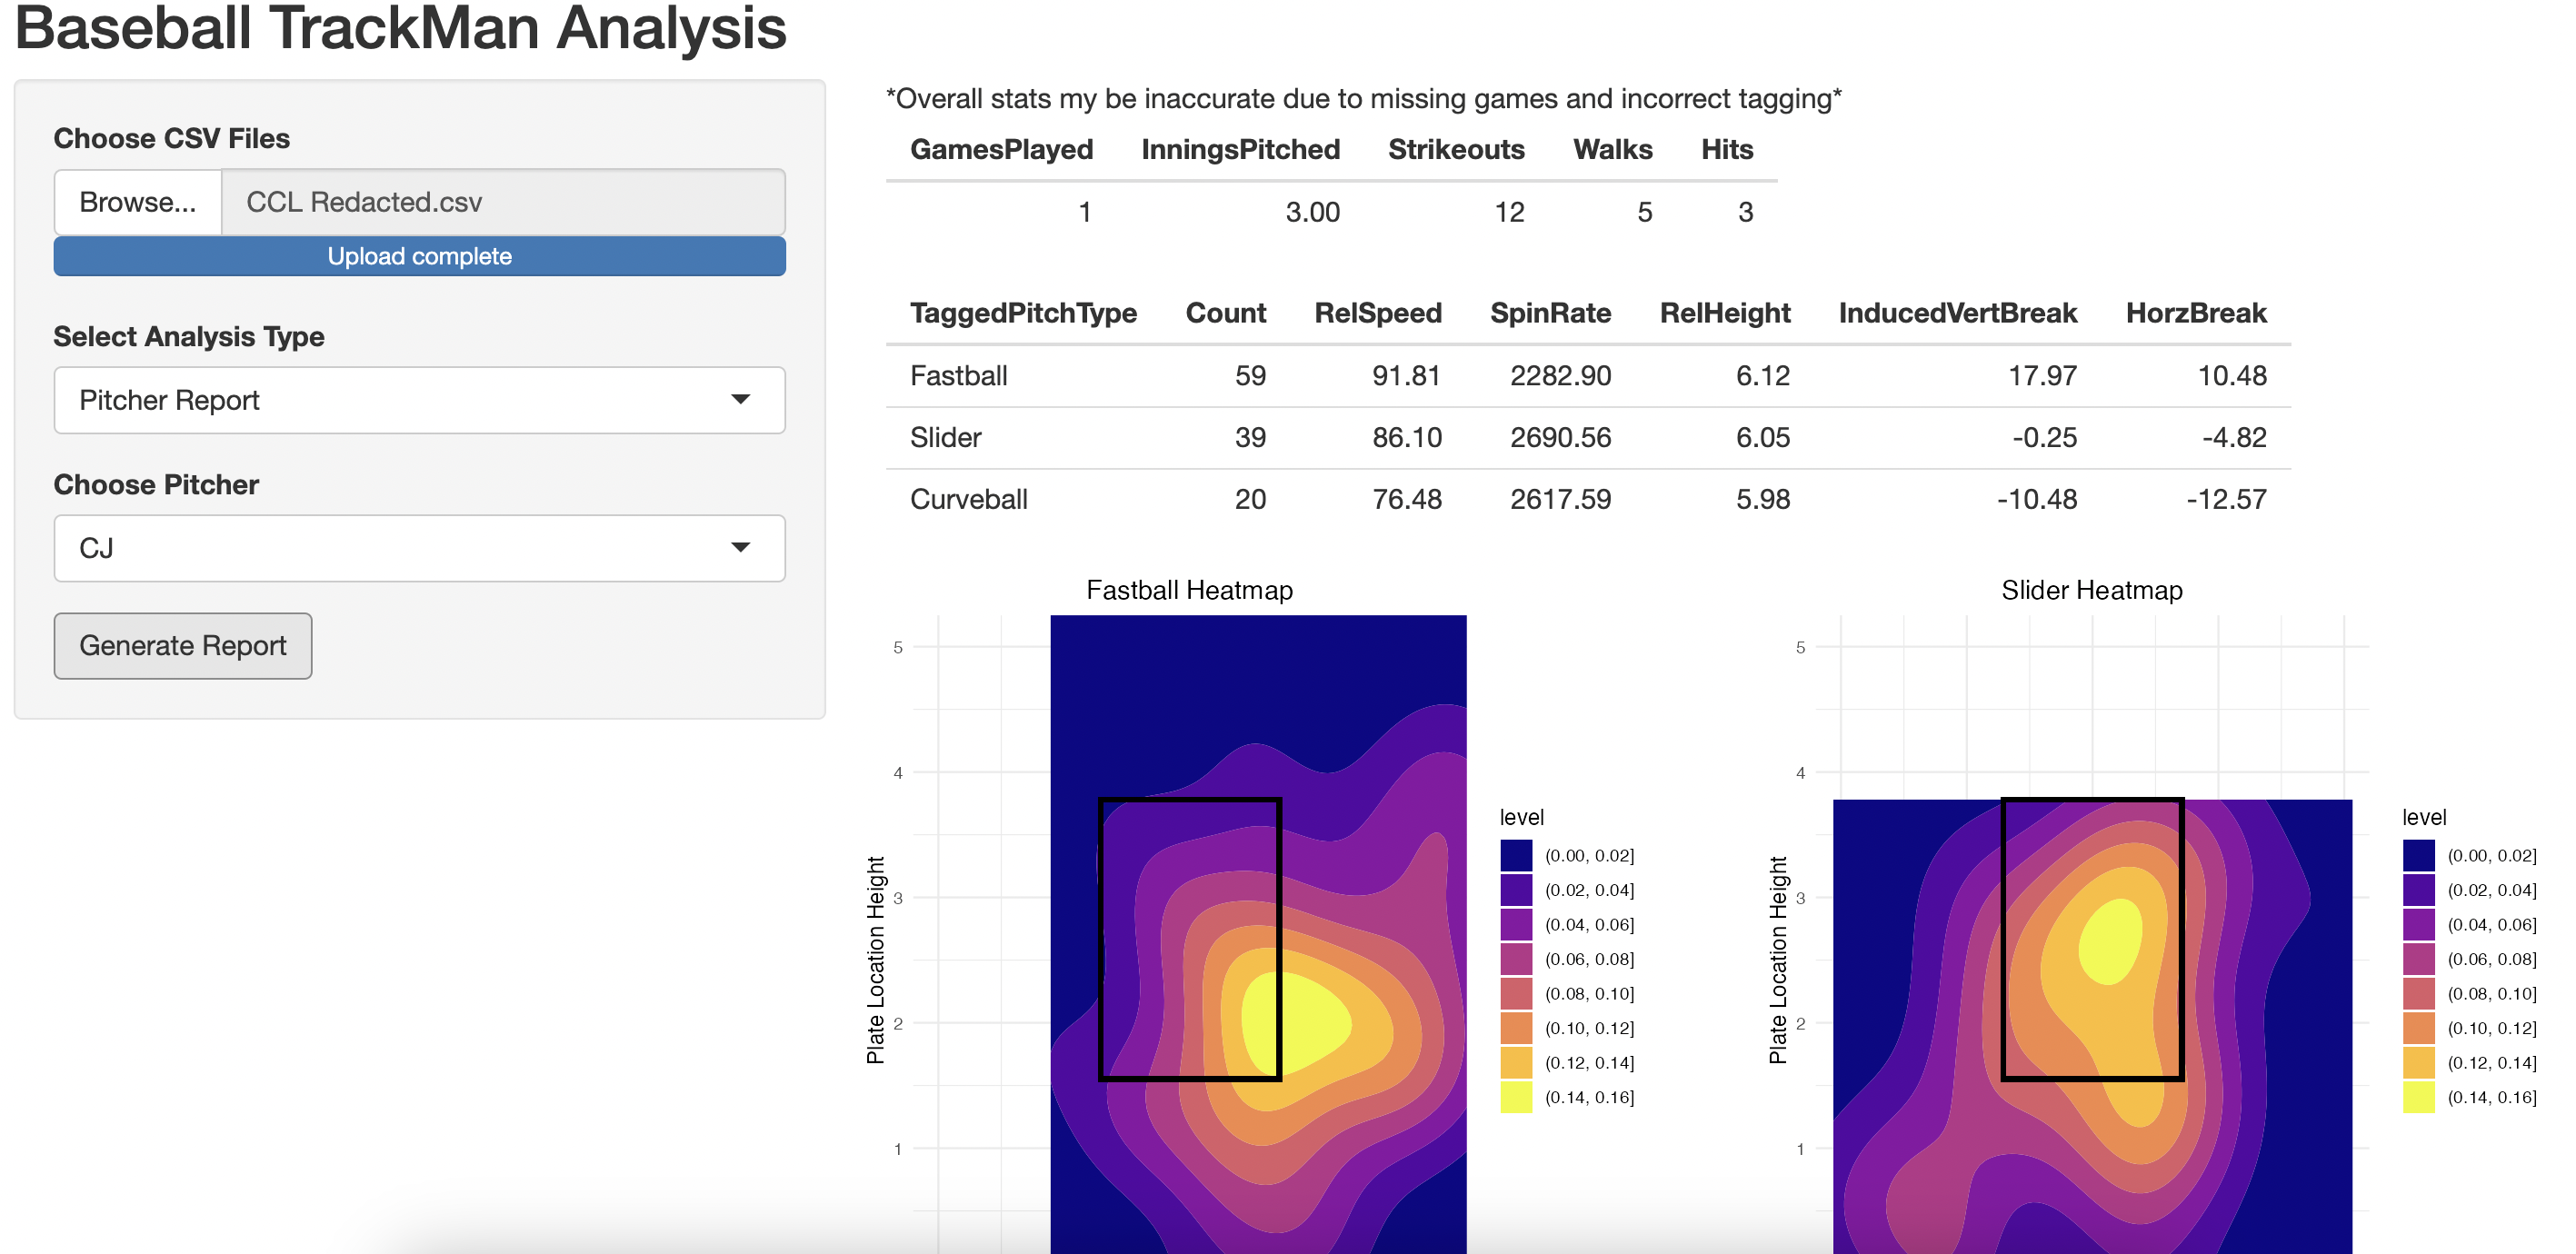 Baseball TrackMan Analysis
Choose CSV Files
Browse... CCL Redacted.csv
Upload complete
Select Analysis Type
Pitcher Report
Choose Pitcher
CJ
Generate Report
*Overall stats my be inaccurate due to missing games and incorrect tagging*
GamesPlayed InningsPitched Strikeouts Walks Hits
1 3.00 12 5 3
TaggedPitchType Count RelSpeed SpinRate RelHeight InducedVertBreak HorzBreak
Fastball 59 91.81 2282.90 6.12 17.97 10.48
Slider 39 86.10 2690.56 6.05 -0.25 -4.82
Curveball 20 76.48 2617.59 5.98 -10.48 -12.57
Fastball Heatmap
Plate Location Height
5
4
3
2
1
level
(0.00, 0.02]
(0.02, 0.04]
(0.04, 0.06]
(0.06, 0.08]
(0.08, 0.10]
(0.10, 0.12]
(0.12, 0.14]
(0.14, 0.16]
Slider Heatmap
Plate Location Height
5
4
3
2
1
level
(0.00, 0.02]
(0.02, 0.04]
(0.04, 0.06]
(0.06, 0.08]
(0.08, 0.10]
(0.10, 0.12]
(0.12, 0.14]
(0.14, 0.16]